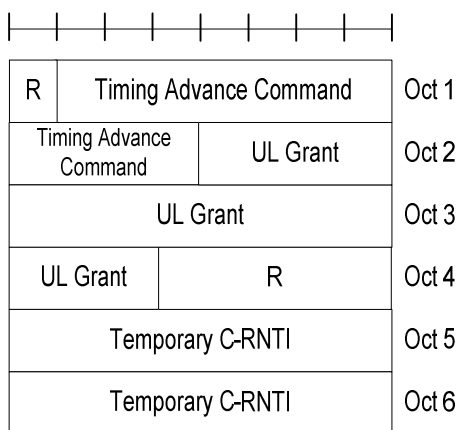 R Timing Advance Command Oct 1
Timing Advance
Command UL Grant Oct 2
UL Grant Oct 3
UL Grant R Oct 4
Temporary C-RNTI Oct 5
Temporary C-RNTI Oct 6